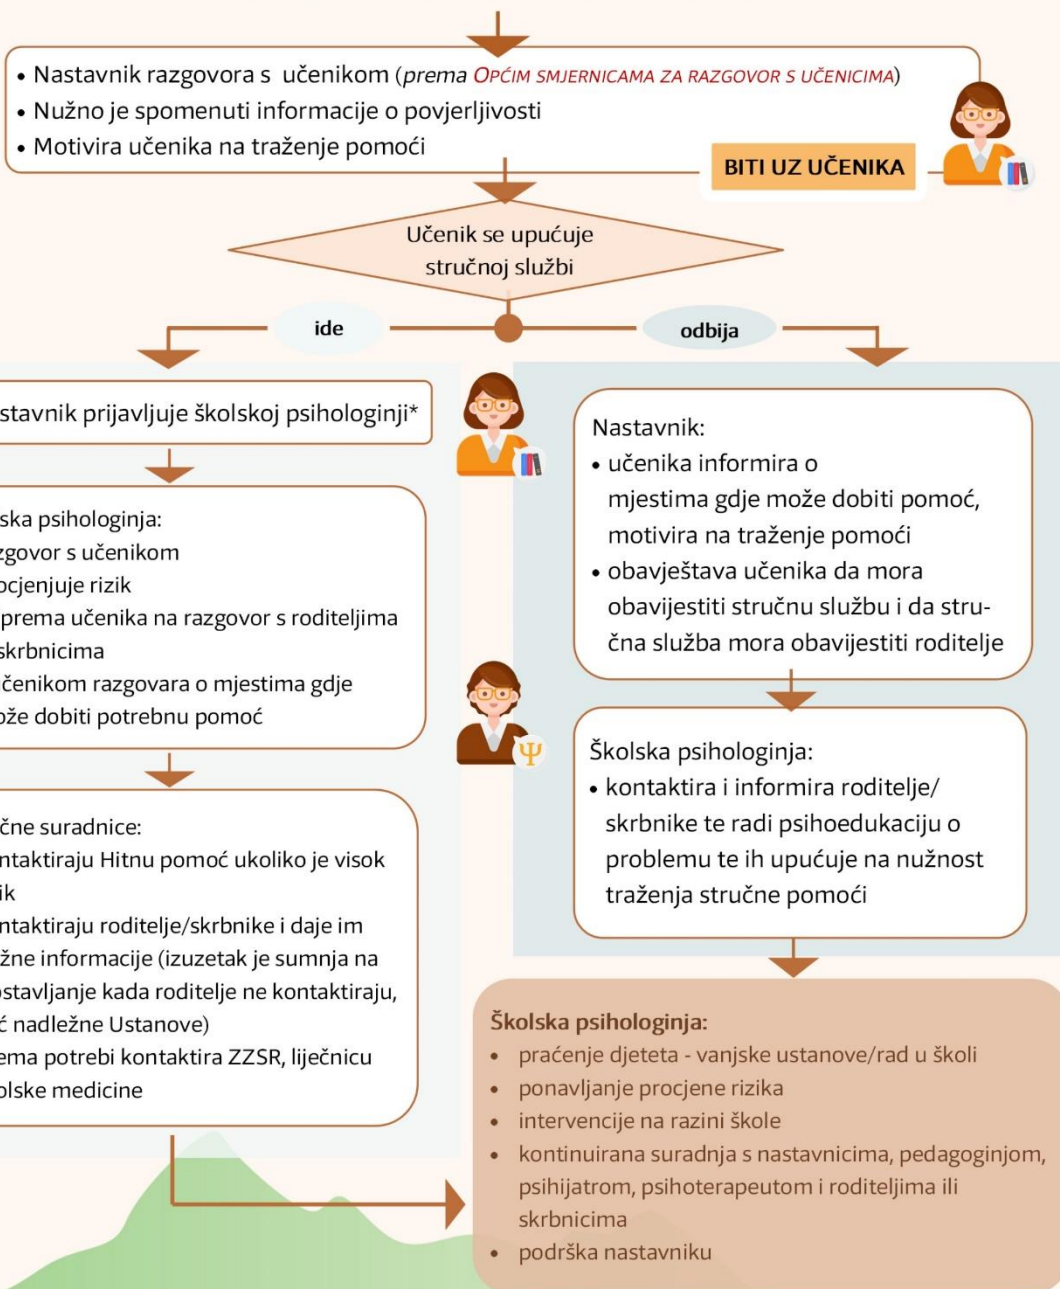 • Nastavnik razgovora s učenikom (prema OPĆIM SMJERNICAMA ZA RAZGOVOR S UČENICIMA)
• Nužno je spomenuti informacije o povjerljivosti
• Motivira učenika na traženje pomoći
BITI UZ UČENIKA
Učenik se upućuje
stručnoj službi
ide
odbija
stavnik prijavljuje školskoj psihologinji*
ska psihologinja:
zgovor s učenikom
ocjenjuje rizik
prema učenika na razgovor s roditeljima
skrbnicima
učenikom razgovara o mjestima gdje
ože dobiti potrebnu pomoć
čne suradnice:
ntaktiraju Hitnu pomoć ukoliko je visok
ik
ntaktiraju roditelje/skrbnike i daje im
žne informacije (izuzetak je sumnja na
ostavljanje kada roditelje ne kontaktiraju,
ć nadležne Ustanove)
ema potrebi kontaktira ZZSR, liječnicu
olske medicine
Nastavnik:
• učenika informira o
mjestima gdje može dobiti pomoć,
motivira na traženje pomoći
• obavještava učenika da mora
obavijestiti stručnu službu i da stru-
čna služba mora obavijestiti roditelje
Ψ
Školska psihologinja:
• kontaktira i informira roditelje/
skrbnike te radi psihoedukaciju o
problemu te ih upućuje na nužnost
traženja stručne pomoći
Školska psihologinja:
• praćenje djeteta - vanjske ustanove/rad u školi
• ponavljanje procjene rizika
• intervencije na razini škole
• kontinuirana suradnja s nastavnicima, pedagoginjom,
psihijatrom, psihoterapeutom i roditeljima ili
skrbnicima
• podrška nastavniku